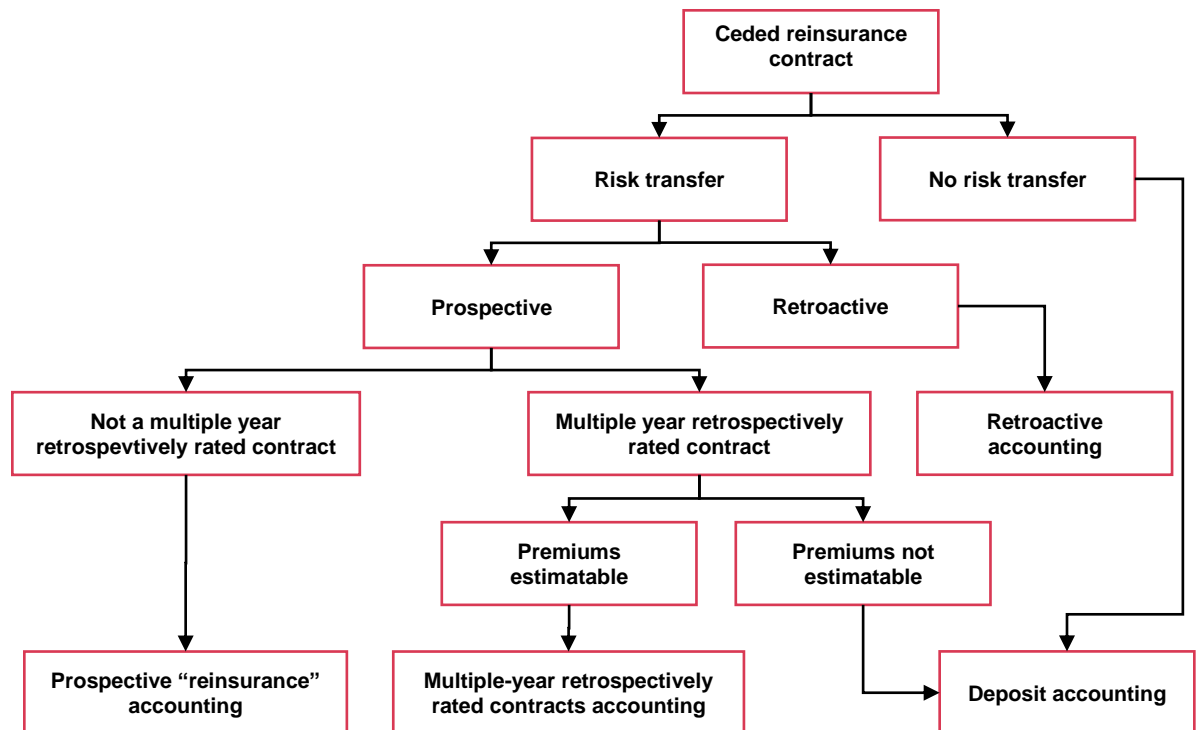 Ceded reinsurance
contract
Risk transfer
No risk transfer
Prospective
Retroactive
Not a multiple year
retrospevtively rated contract
Multiple year retrospectively
rated contract
Retroactive
accounting
Premiums
estimatable
Premiums not
estimatable
Prospective “reinsurance”
accounting
Multiple-year retrospectively
rated contracts accounting
Deposit accounting